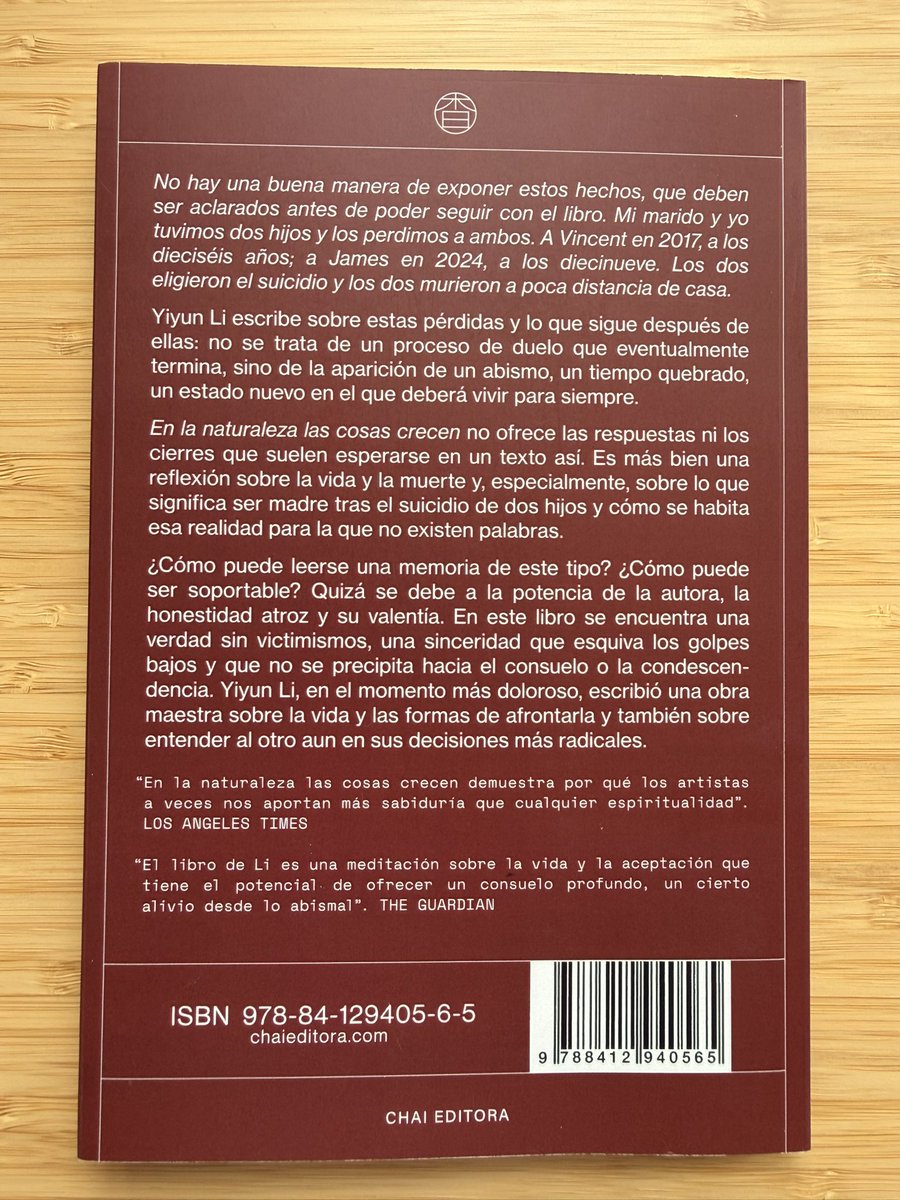 No hay una buena manera de exponer estos hechos, que deben
ser aclarados antes de poder seguir con el libro. Mi marido y yo
tuvimos dos hijos y los perdimos a ambos. A Vincent en 2017, a los
dieciséis años; a James en 2024, a los diecinueve. Los dos
eligieron el suicidio y los dos murieron a poca distancia de casa.
Yiyun Li escribe sobre estas pérdidas y lo que sigue después de
ellas: no se trata de un proceso de duelo que eventualmente
termina, sino de la aparición de un abismo, un tiempo quebrado,
un estado nuevo en el que deberá vivir para siempre.
En la naturaleza las cosas crecen no ofrece las respuestas ni los
cierres que suelen esperarse en un texto así. Es más bien una
reflexión sobre la vida y la muerte y, especialmente, sobre lo que
significa ser madre tras el suicidio de dos hijos y cómo se habita
esa realidad para la que no existen palabras.
¿Cómo puede leerse una memoria de este tipo? ¿Cómo puede
ser soportable? Quizá se debe a la potencia de la autora, la
honestidad atroz y su valentía. En este libro se encuentra una
verdad sin victimismos, una sinceridad que esquiva los golpes
bajos y que no se precipita hacia el consuelo o la condescen-
dencia. Yiyun Li, en el momento más doloroso, escribió una obra
maestra sobre la vida y las formas de afrontarla y también sobre
entender al otro aun en sus decisiones más radicales.
“En la naturaleza las cosas crecen demuestra por qué los artistas
a veces nos aportan más sabiduría que cualquier espiritualidad”.
LOS ANGELES TIMES
“El libro de Li es una meditación sobre la vida y la aceptación que
tiene el potencial de ofrecer un consuelo profundo, un cierto
alivio desde lo abismal”. THE GUARDIAN
ISBN 978-84-129405-6-5
chaieditora.com
9 788412 940565
CHAI EDITORA